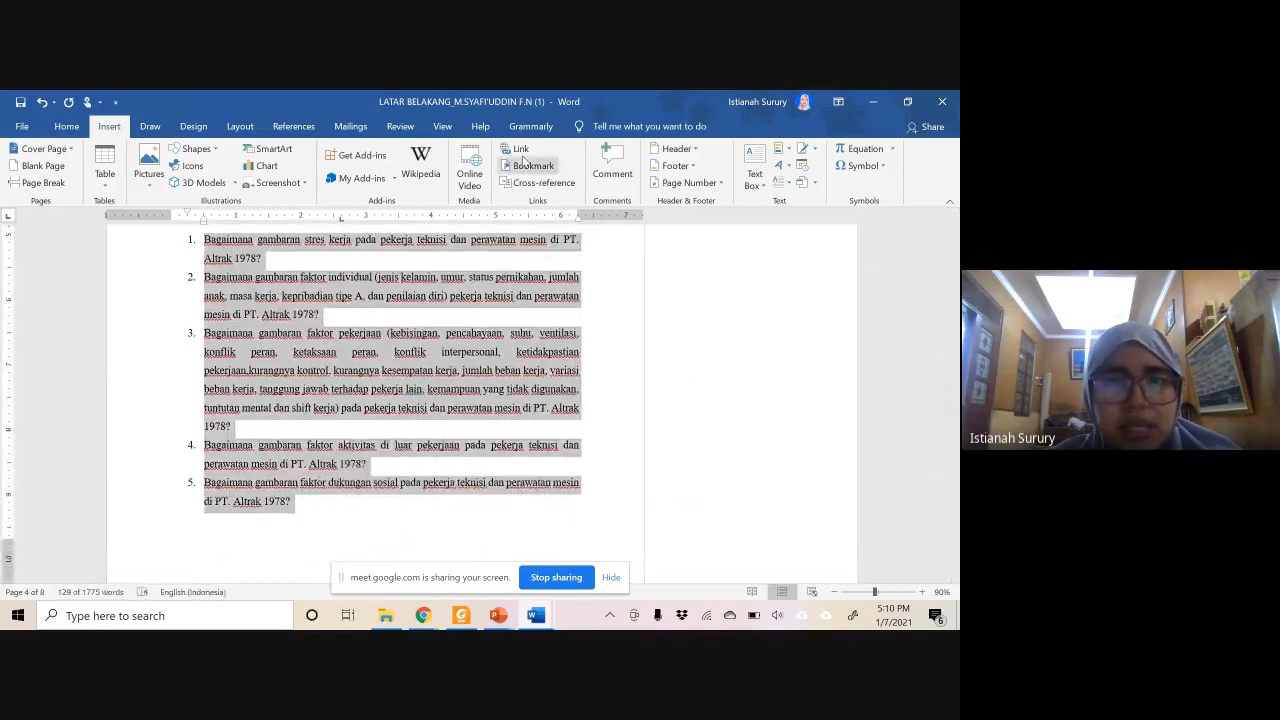 LATAR BELAKANG_M.SYAFI'UDDIN F.N (1) - Word
Istianah Surury
File Home Insert Draw Design Layout References Mailings Review View Help Grammarly Tell me what you want to do Share
Cover Page
Blank Page
Page Break
Pages
Table
Tables
Pictures
Shapes
Icons
3D Models
SmartArt
Chart
Screenshot
Illustrations
Get Add-ins
My Add-ins
Wikipedia
Add-ins
Online
Video
Media
Link
Bookmark
Cross-reference
Links
Comment
Comments
Header
Footer
Page Number
Header & Footer
Text
Box
Text
Equation
Symbol
Symbols
1 1 2 3 4 5 6 7
1. Bagaimana gambaran stres kerja pada pekerja teknisi dan perawatan mesin di PT.
Altrak 1978?
2. Bagaimana gambaran faktor individual (jenis kelamin, umur, status pernikahan, jumlah
anak, masa kerja, kepribadian tipe A, dan penilaian diri) pekerja teknisi dan perawatan
mesin di PT. Altrak 1978?
3. Bagaimana gambaran faktor pekerjaan (kebisingan, pencahayaan, suhu, ventilasi,
konflik peran, ketaksaan peran, konflik interpersonal, ketidakpastian
pekerjaan,kurangnya kontrol, kurangnya kesempatan kerja, jumlah beban kerja, variasi
beban kerja, tanggung jawab terhadap pekerja lain, kemampuan yang tidak digunakan,
tuntutan mental dan shift kerja) pada pekerja teknisi dan perawatan mesin di PT. Altrak
1978?
4. Bagaimana gambaran faktor aktivitas di luar pekerjaan pada pekerja teknisi dan
perawatan mesin di PT. Altrak 1978?
5. Bagaimana gambaran faktor dukungan sosial pada pekerja teknisi dan perawatan mesin
di PT. Altrak 1978?
meet.google.com is sharing your screen. Stop sharing Hide
Page 4 of 8 129 of 1775 words English (Indonesia) 90%
Type here to search
5:10 PM
1/7/2021
6
Istianah Surury